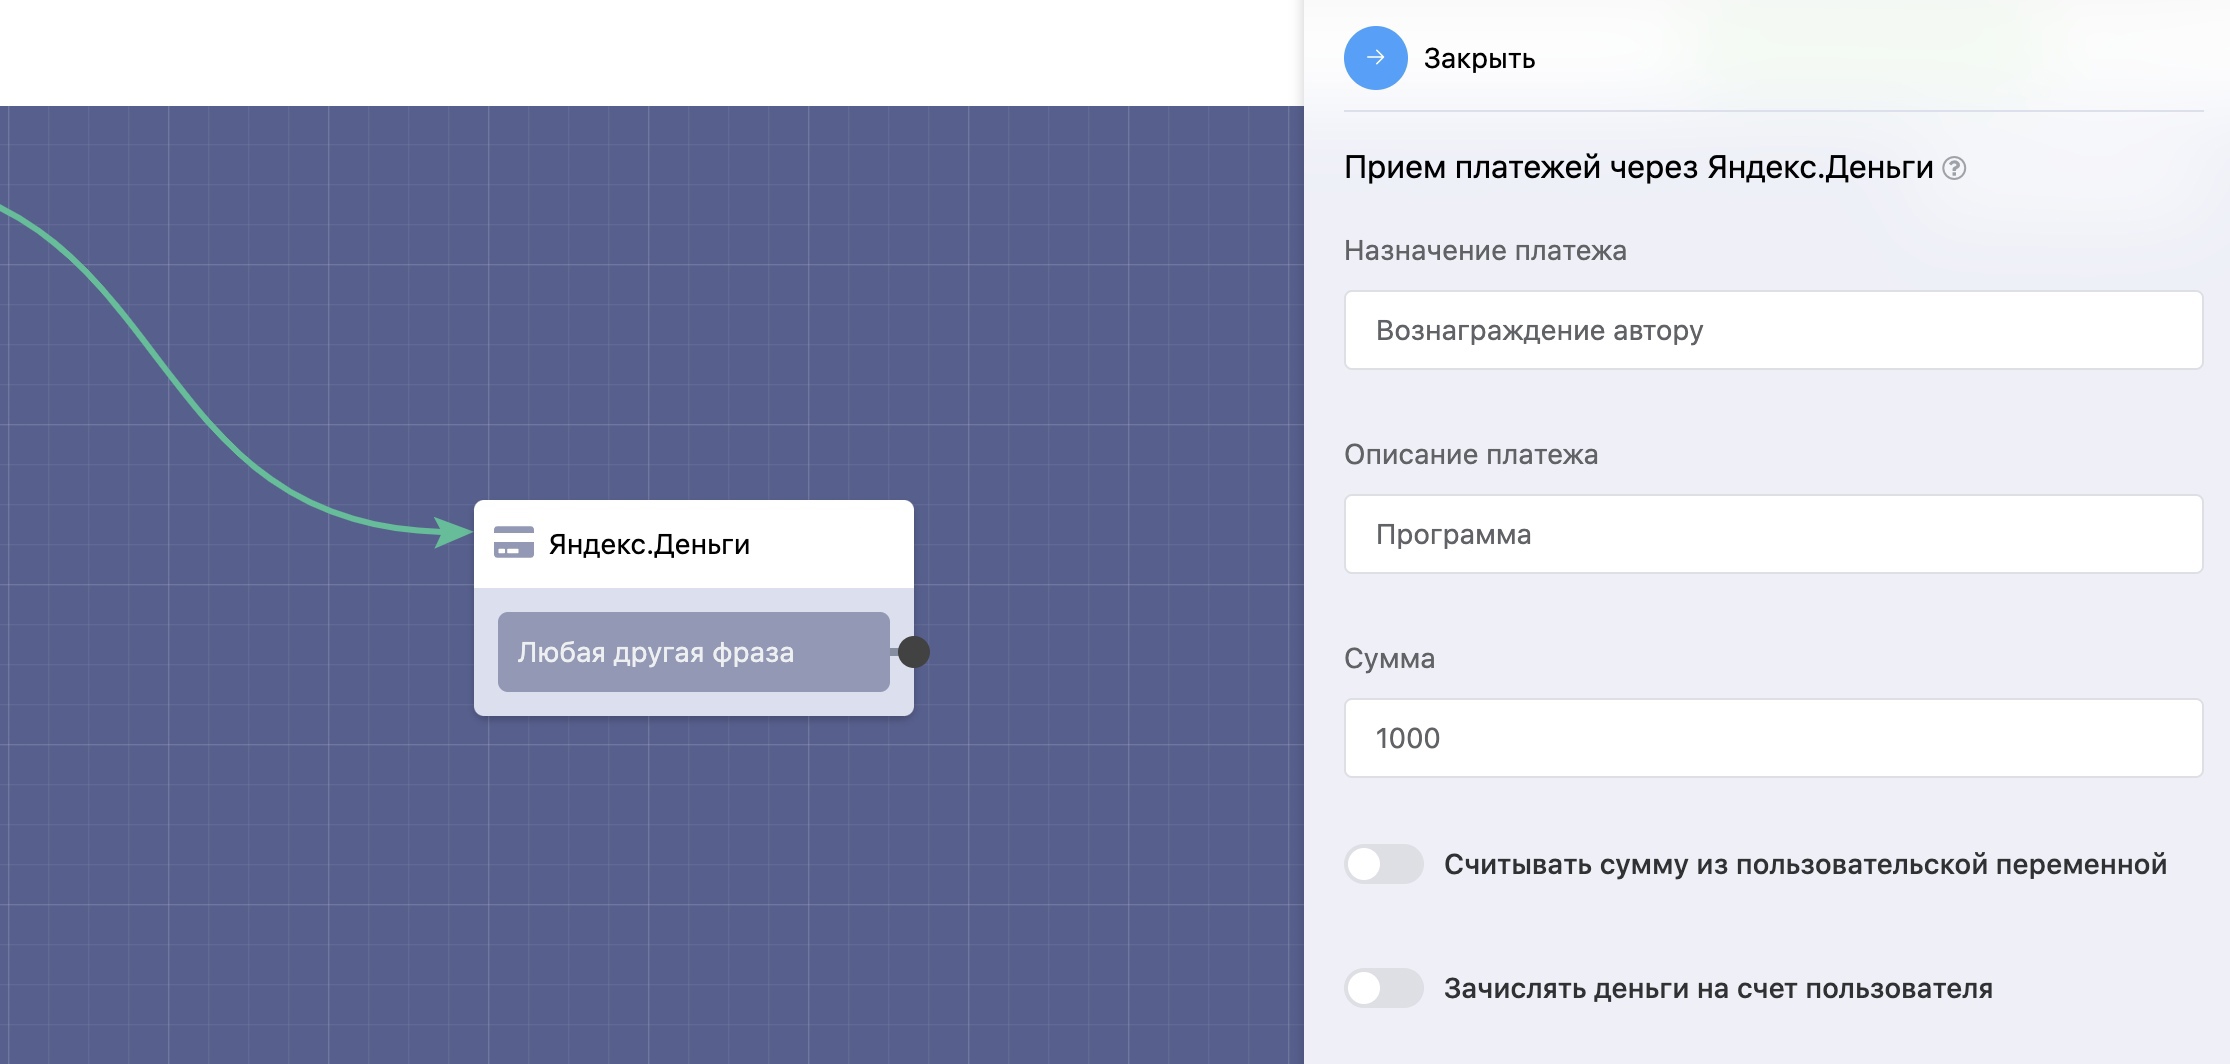 Яндекс.Деньги
Любая другая фраза
Закрыть
Прием платежей через Яндекс.Деньги ?
Назначение платежа
Вознаграждение автору
Описание платежа
Программа
Сумма
1000
Считывать сумму из пользовательской переменной
Зачислять деньги на счет пользователя